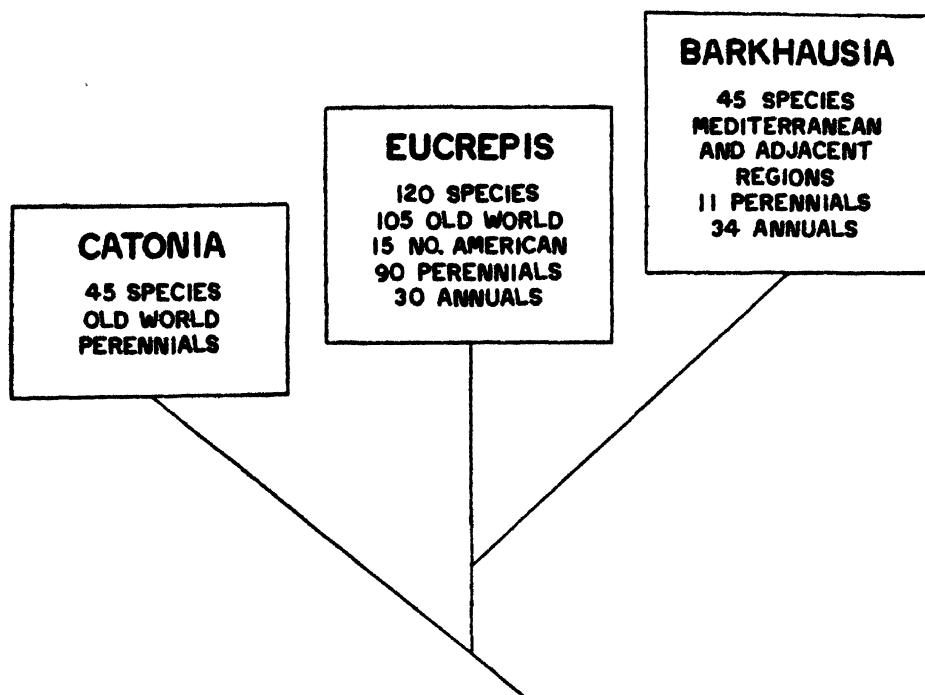 CATONIA
45 SPECIES
OLD WORLD
PERENNIALS
EUCREPIS
120 SPECIES
105 OLD WORLD
15 NO. AMERICAN
90 PERENNIALS
30 ANNUALS
BARKHAUSIA
45 SPECIES
MEDITERRANEAN
AND ADJACENT
REGIONS
11 PERENNIALS
34 ANNUALS